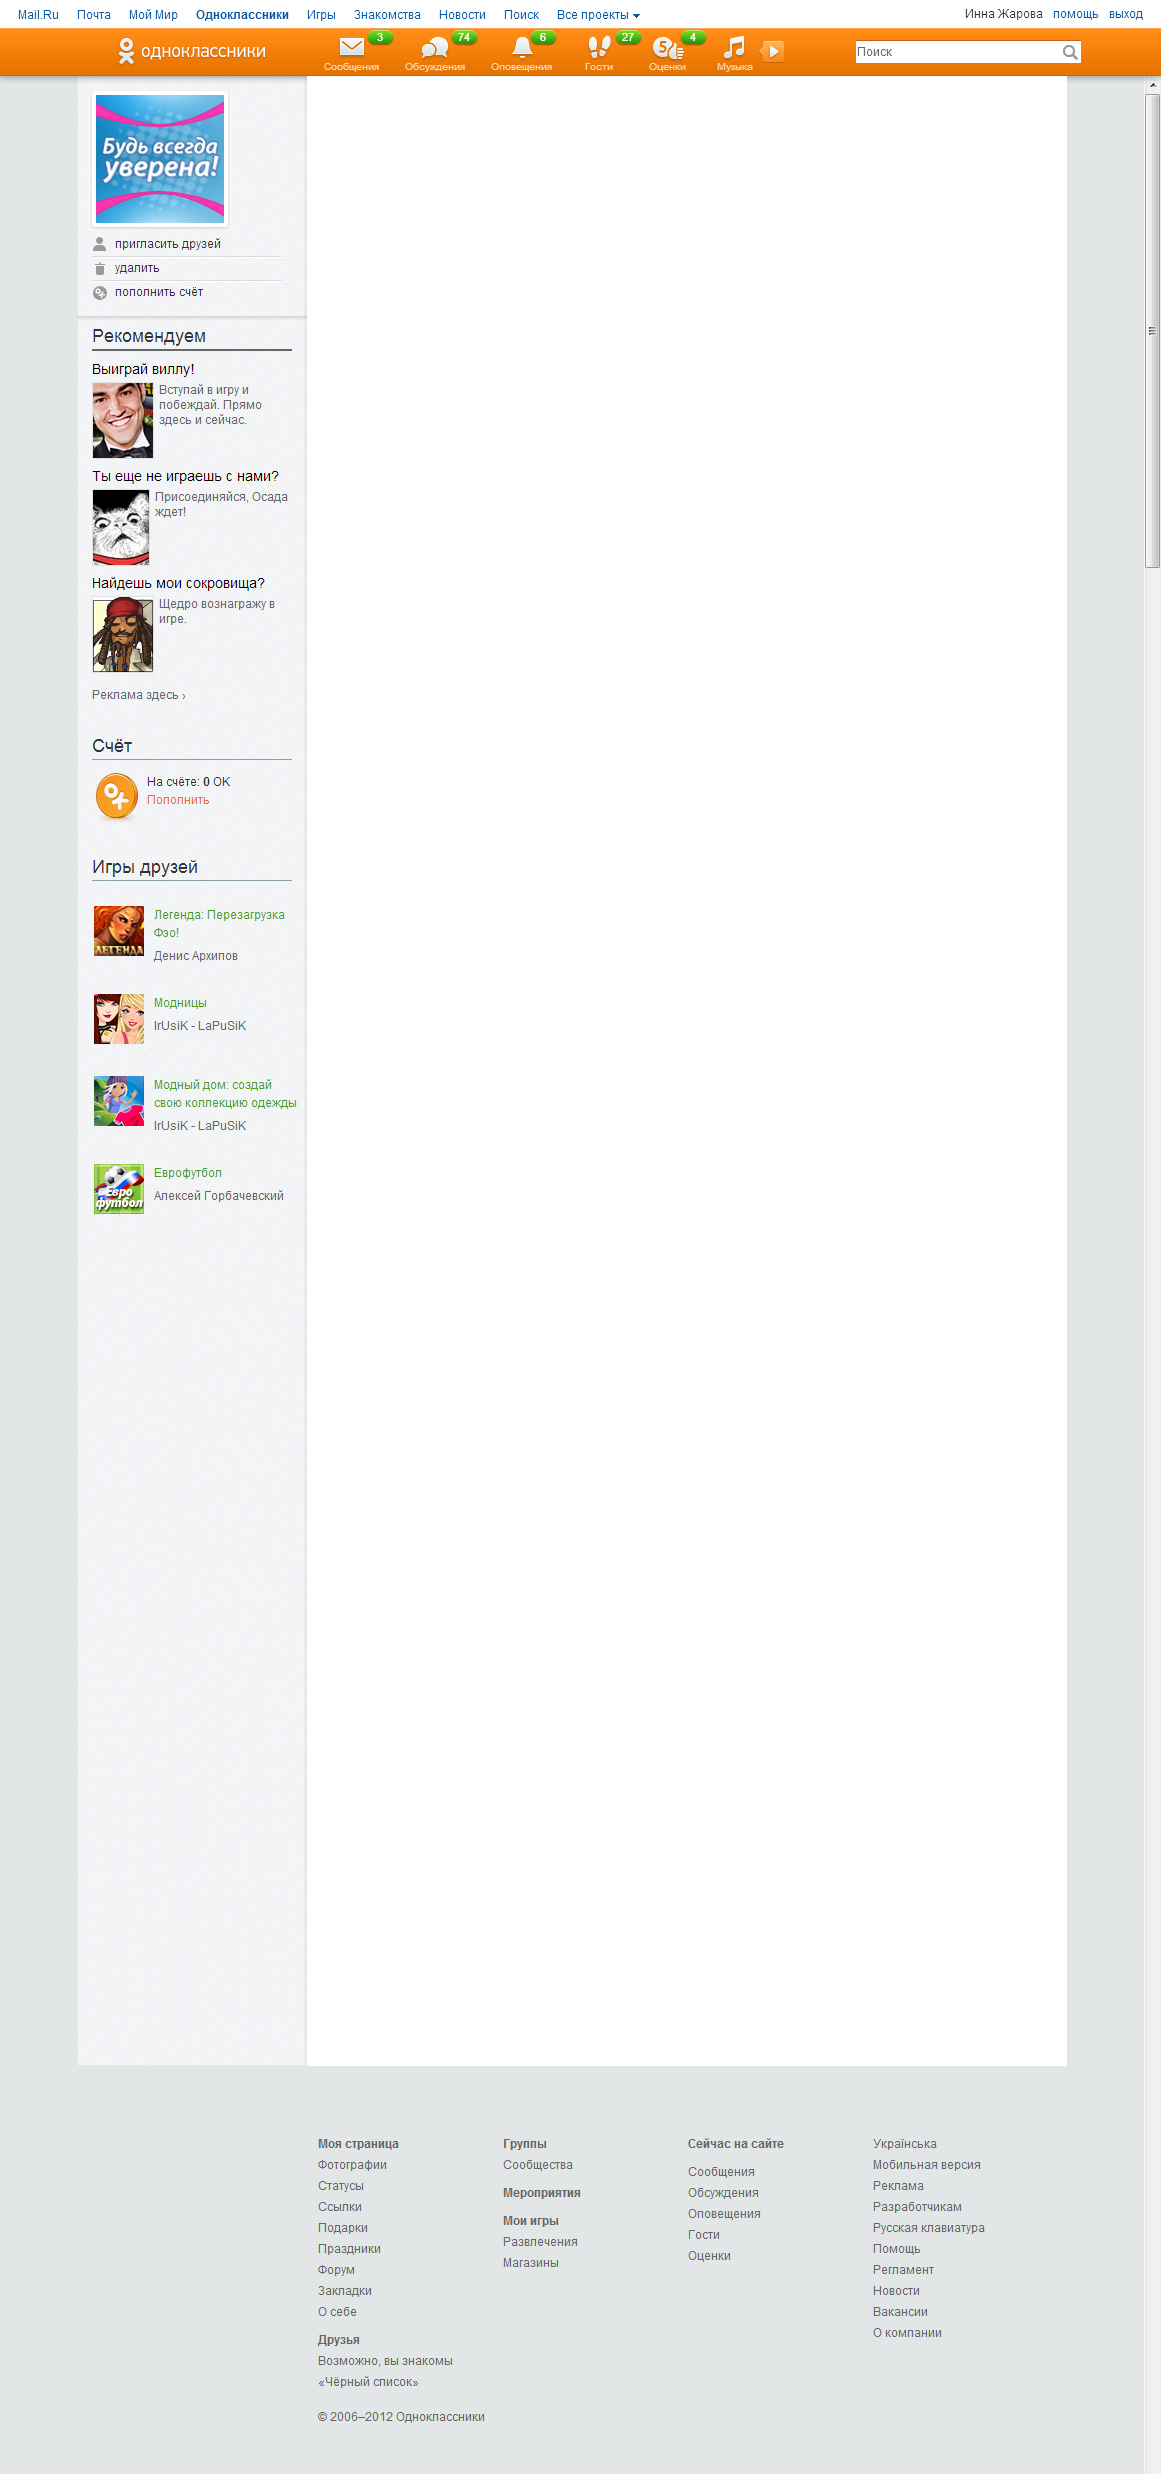 Mail.Ru Почта Мой Мир Одноклассники Игры Знакомства Новости Поиск Все проекты Инна Жарова помощь выход
одноклассники
3 74 6 27 4
5
Сообщения Обсуждения Оповещения Гости Оценки Музыка
Поиск
Будь всегда
уверена!
пригласить друзей
удалить
пополнить счёт
Рекомендуем
Выиграй виллу!
Вступай в игру и
побеждай. Прямо
здесь и сейчас.
Ты еще не играешь с нами?
Присоединяйся, Осада
ждет!
Найдешь мои сокровища?
Щедро вознагражу в
игре.
Реклама здесь ›
Счёт
На счёте: 0 ОК
Пополнить
Игры друзей
ЛЕГЕНДА
Легенда: Перезагрузка
Фэо!
Денис Архипов
Модницы
IrUsiK - LaPuSiK
Модный дом: создай
свою коллекцию одежды
IrUsiK - LaPuSiK
Евро
футбол
Еврофутбол
Алексей Горбачевский
Моя страница
Фотографии
Статусы
Ссылки
Подарки
Праздники
Форум
Закладки
О себе
Друзья
Возможно, вы знакомы
«Чёрный список»
Группы
Сообщества
Мероприятия
Мои игры
Развлечения
Магазины
Сейчас на сайте
Сообщения
Обсуждения
Оповещения
Гости
Оценки
Українська
Мобильная версия
Реклама
Разработчикам
Русская клавиатура
Помощь
Регламент
Новости
Вакансии
О компании
© 2006–2012 Одноклассники